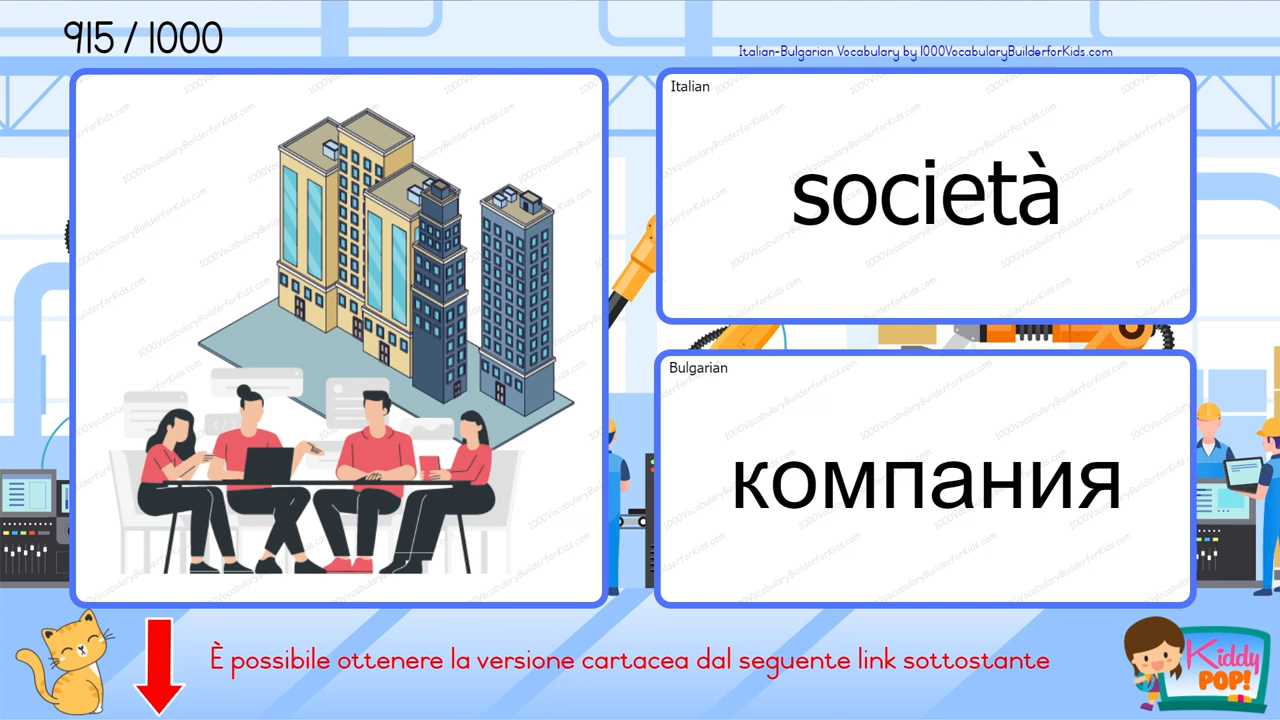 915 / 1000
Italian-Bulgarian Vocabulary by 1000VocabularyBuilderforKids.com
Italian
società
Bulgarian
компания
È possibile ottenere la versione cartacea dal seguente link sottostante
Kiddy
POP!